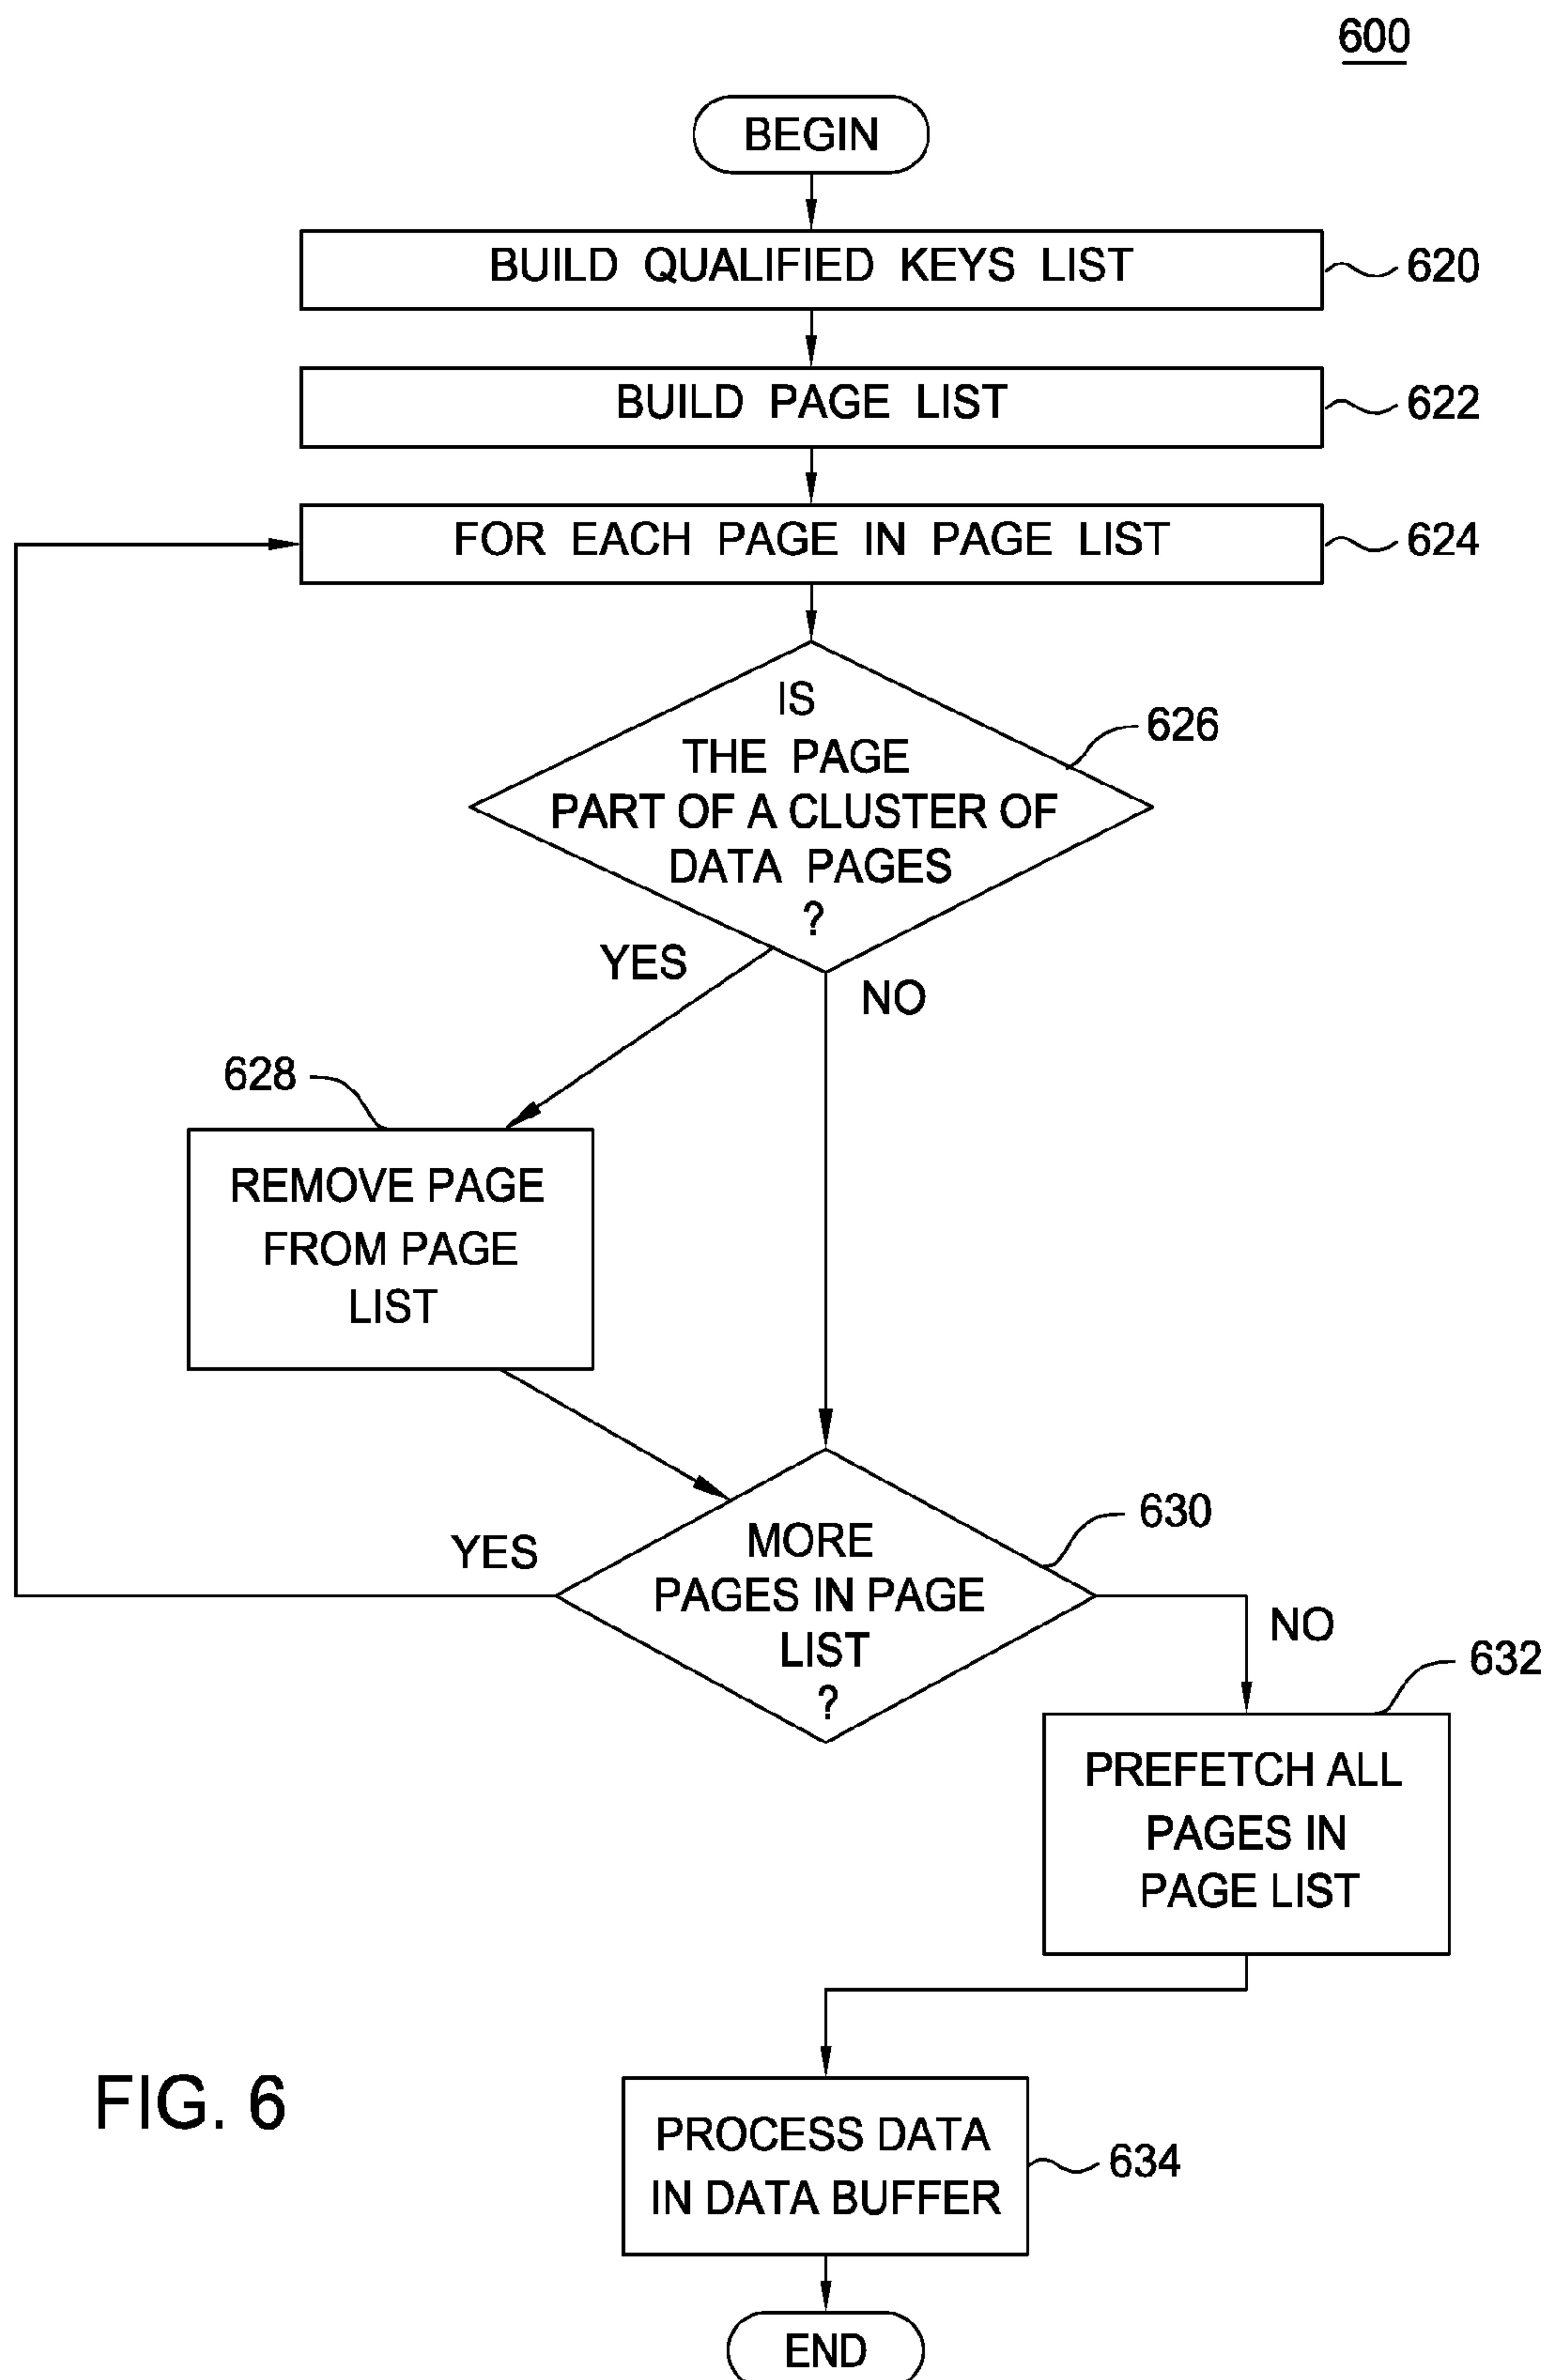 600
BEGIN
BUILD QUALIFIED KEYS LIST
620
BUILD PAGE LIST
622
FOR EACH PAGE IN PAGE LIST
624
IS
THE PAGE
PART OF A CLUSTER OF
DATA PAGES
?
626
YES
NO
628
REMOVE PAGE
FROM PAGE
LIST
630
YES
MORE
PAGES IN PAGE
LIST
?
NO
632
PREFETCH ALL
PAGES IN
PAGE LIST
FIG. 6
PROCESS DATA
IN DATA BUFFER
634
END